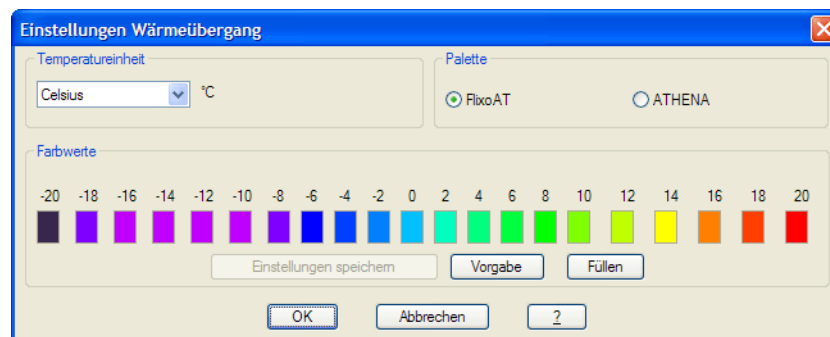 Einstellungen Wärmeübergang
Temperatureinheit
Celsius °C
Palette
FlixoAT ATHENA
Farbwerte
-20 -18 -16 -14 -12 -10 -8 -6 -4 -2 0 2 4 6 8 10 12 14 16 18 20
Einstellungen speichern Vorgabe Füllen
OK Abbrechen ?